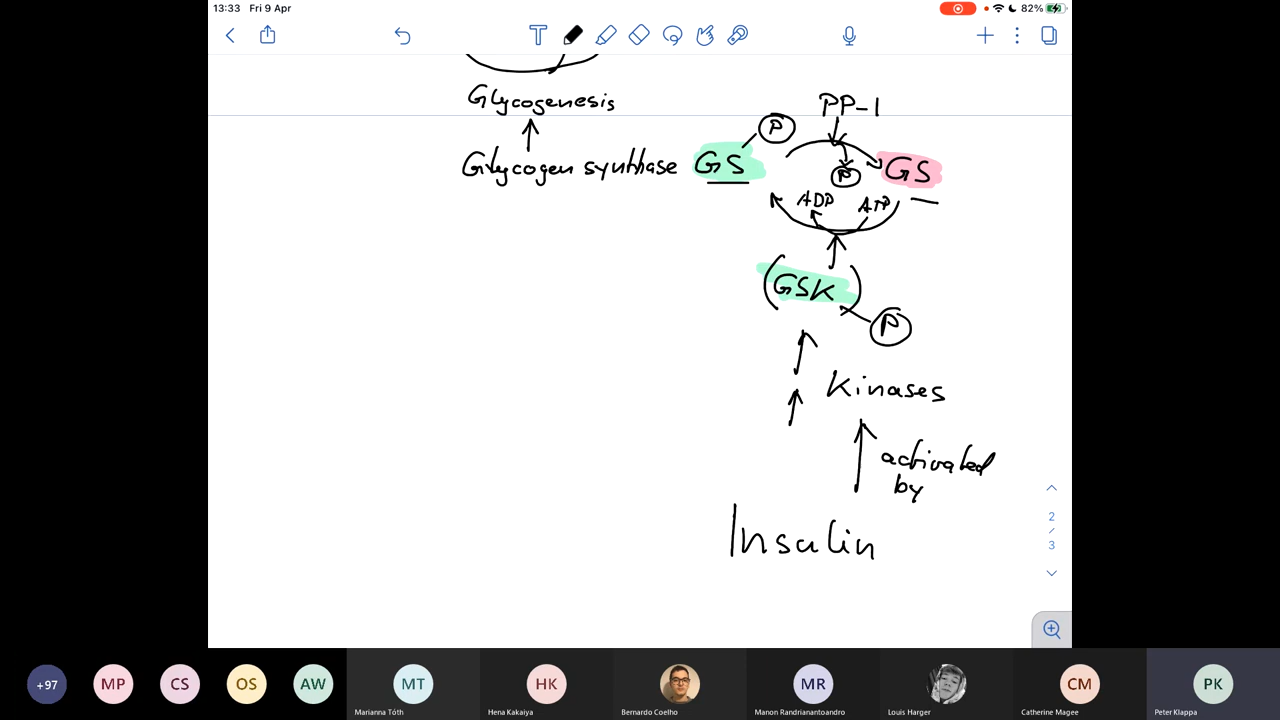 13:33 Fri 9 Apr
82%
T
Glycogenesis
PP-1
P
Glycogen synthase GS
P
GS
ADP
ATP
(GSK)
P
Kinases
activated
by
Insulin
2
/
3
+97
MP
CS
OS
AW
MT
HK
MR
CM
PK
Marianna Tóth
Hena Kakaiya
Bernardo Coelho
Manon Randrianantoandro
Louis Harger
Catherine Magee
Peter Klappa